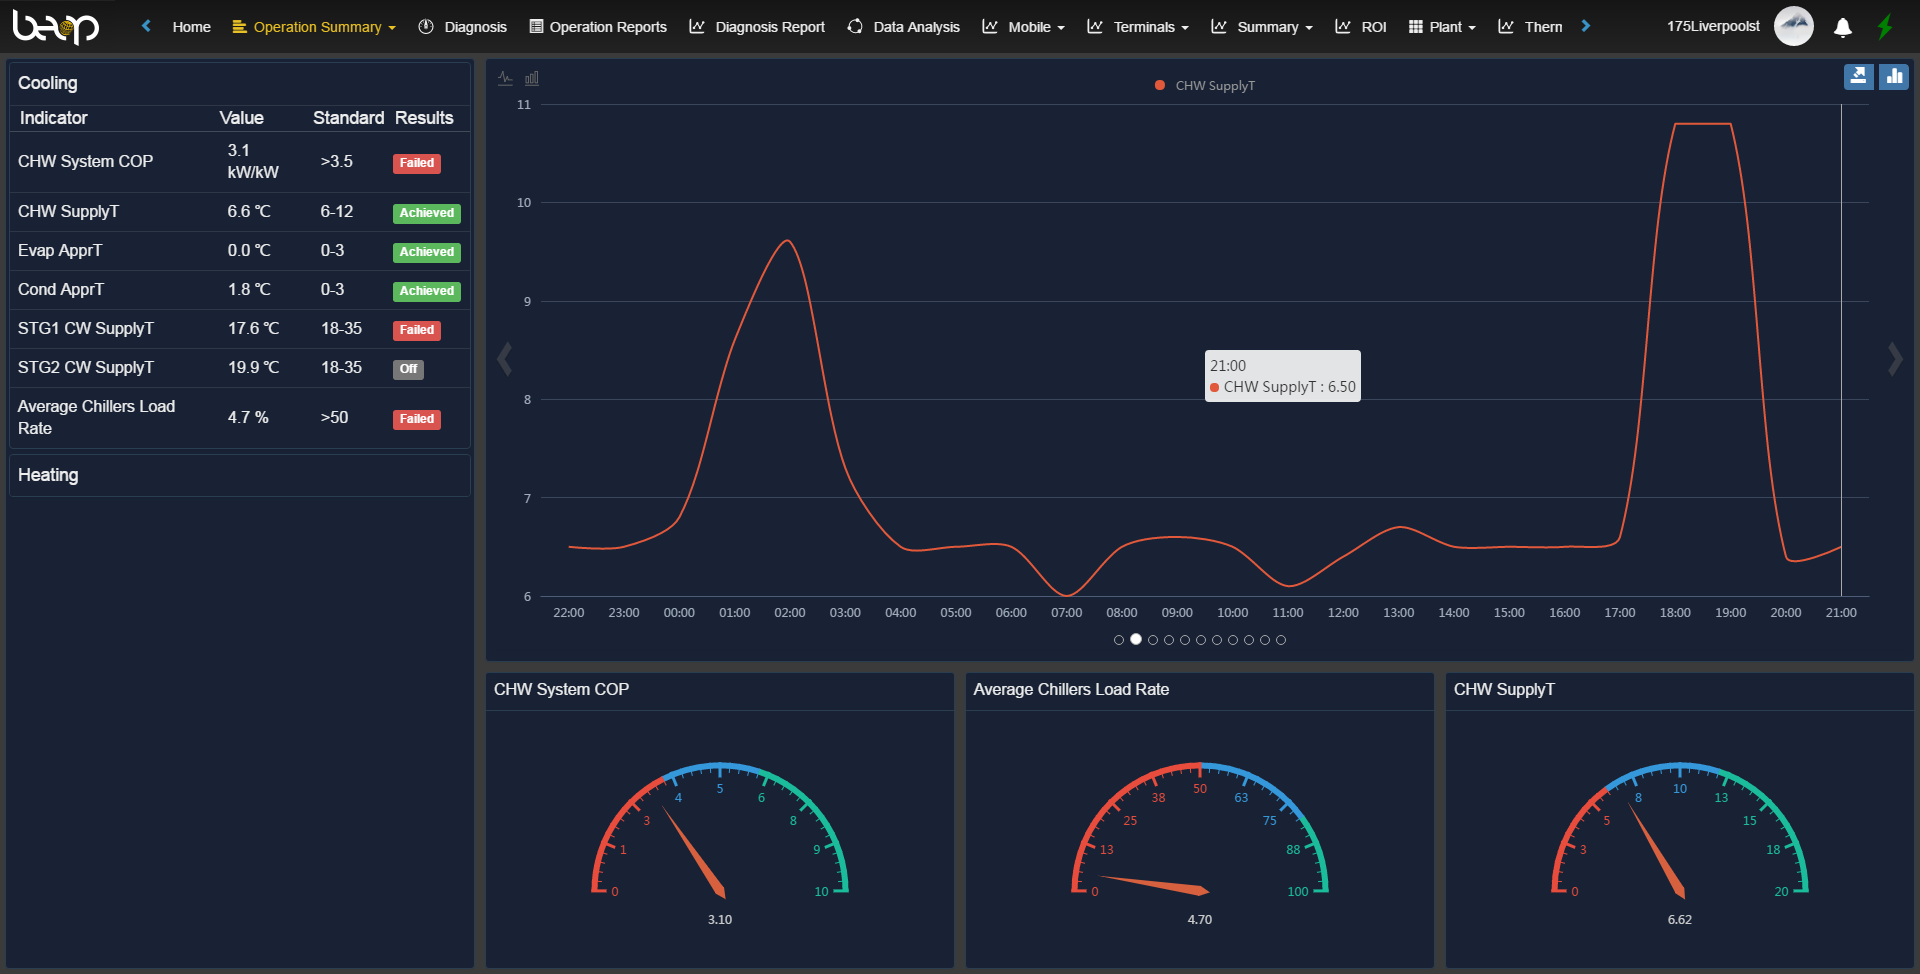 beop
Home
Operation Summary
Diagnosis
Operation Reports
Diagnosis Report
Data Analysis
Mobile
Terminals
Summary
ROI
Plant
Therm
175Liverpoolst
Cooling
Indicator Value Standard Results
CHW System COP 3.1 kW/kW >3.5 Failed
CHW SupplyT 6.6 ℃ 6-12 Achieved
Evap ApprT 0.0 ℃ 0-3 Achieved
Cond ApprT 1.8 ℃ 0-3 Achieved
STG1 CW SupplyT 17.6 ℃ 18-35 Failed
STG2 CW SupplyT 19.9 ℃ 18-35 Off
Average Chillers Load Rate 4.7 % >50 Failed
Heating
CHW SupplyT
11
10
9
8
7
6
21:00
CHW SupplyT : 6.50
22:00 23:00 00:00 01:00 02:00 03:00 04:00 05:00 06:00 07:00 08:00 09:00 10:00 11:00 12:00 13:00 14:00 15:00 16:00 17:00 18:00 19:00 20:00 21:00
CHW System COP
0 1 3 4 5 6 8 9 10
3.10
Average Chillers Load Rate
0 13 25 38 50 63 75 88 100
4.70
CHW SupplyT
0 3 5 8 10 13 15 18 20
6.62